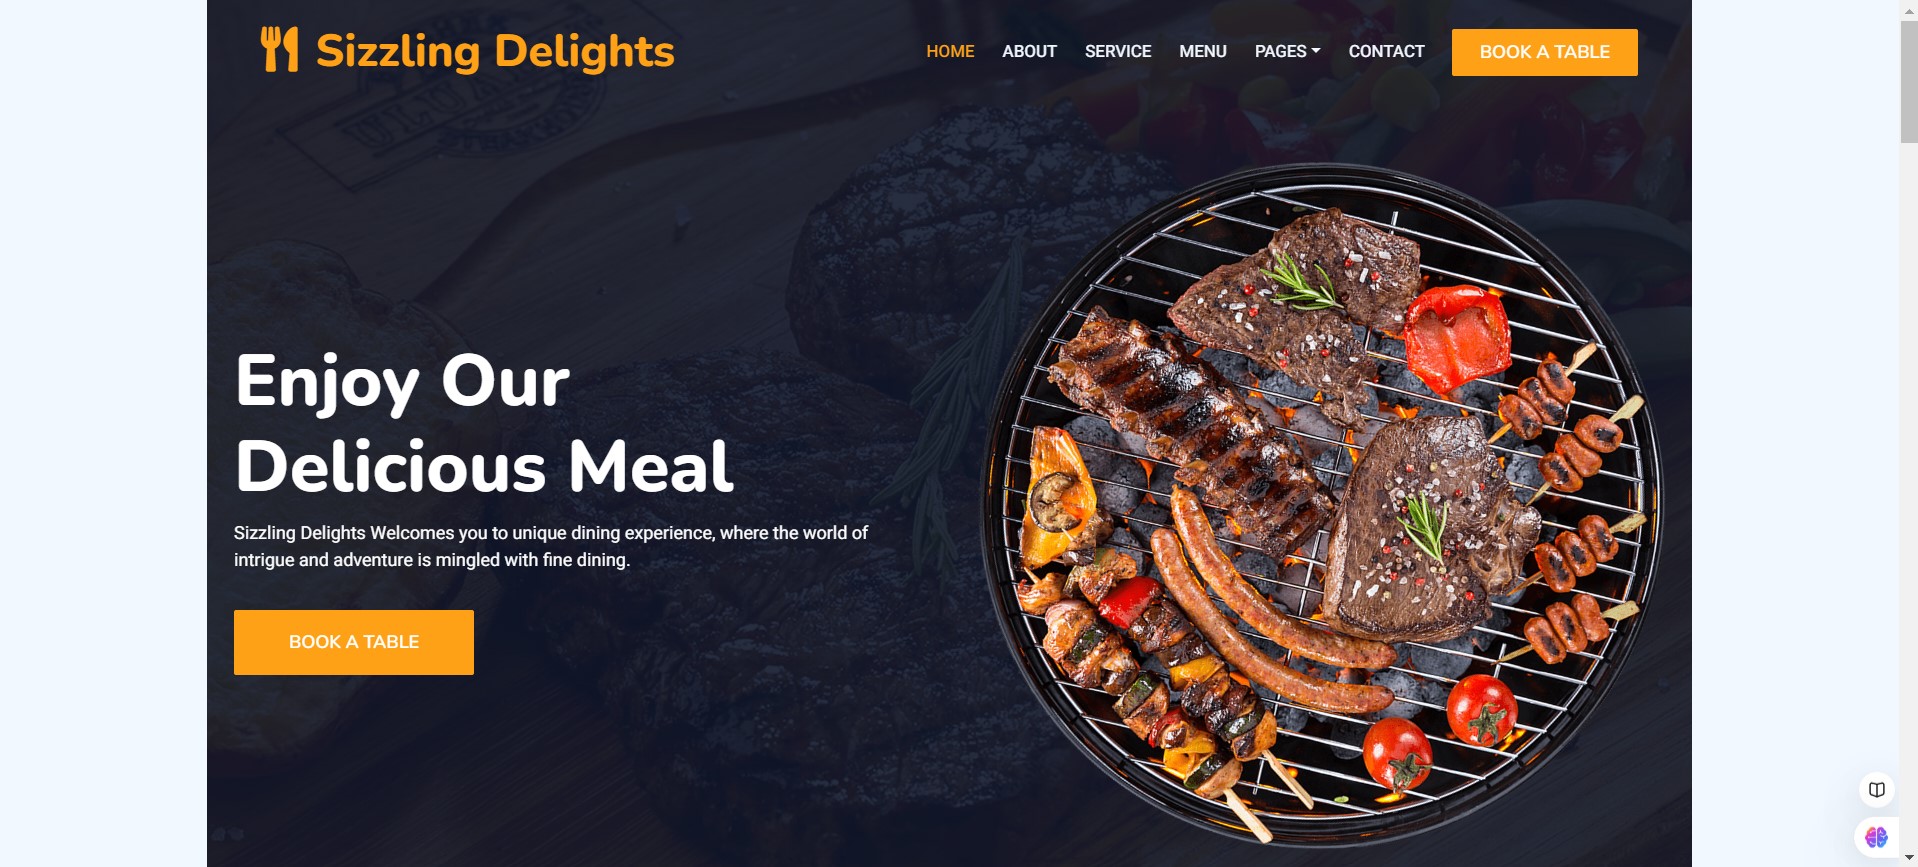 Sizzling Delights
HOME ABOUT SERVICE MENU PAGES CONTACT BOOK A TABLE
Enjoy Our
Delicious Meal
Sizzling Delights Welcomes you to unique dining experience, where the world of
intrigue and adventure is mingled with fine dining.
BOOK A TABLE